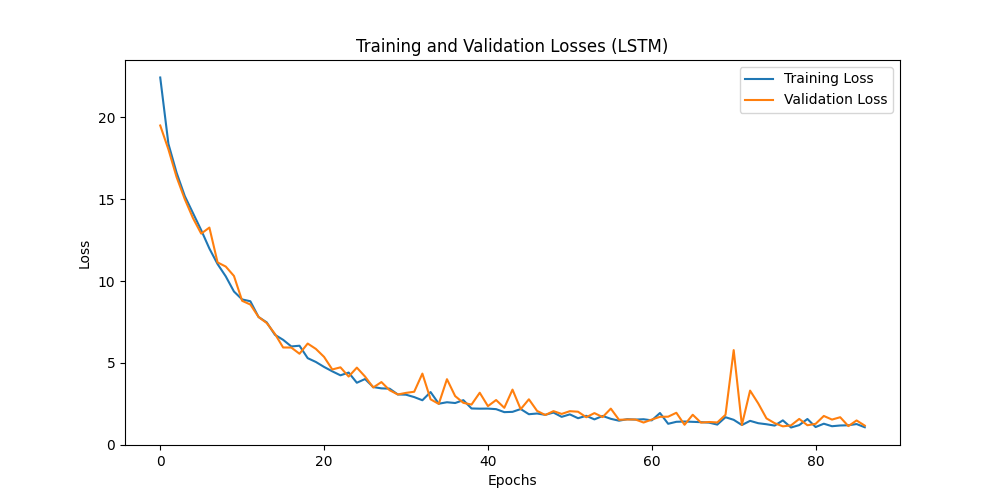 Training and Validation Losses (LSTM)
Training Loss
Validation Loss
Loss
20
15
10
5
0
0 20 40 60 80
Epochs